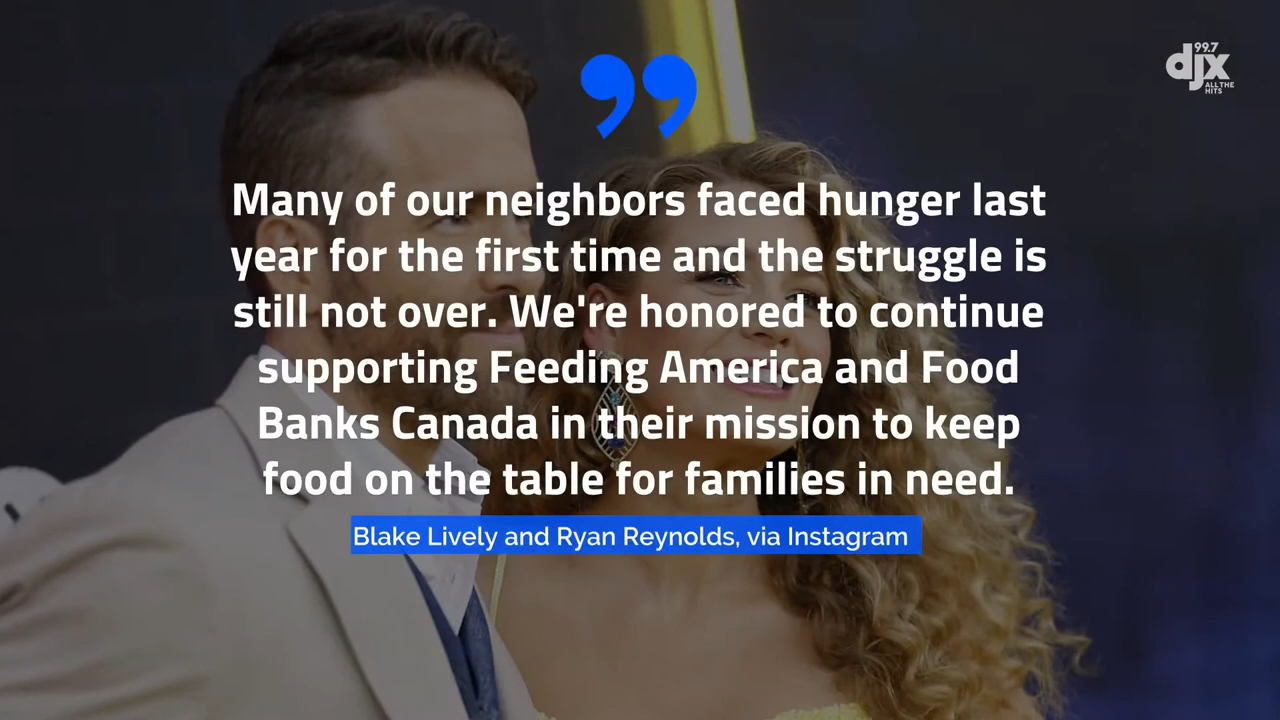 99.7
djx
ALL THE
HITS
”
Many of our neighbors faced hunger last
year for the first time and the struggle is
still not over. We're honored to continue
supporting Feeding America and Food
Banks Canada in their mission to keep
food on the table for families in need.
Blake Lively and Ryan Reynolds, via Instagram